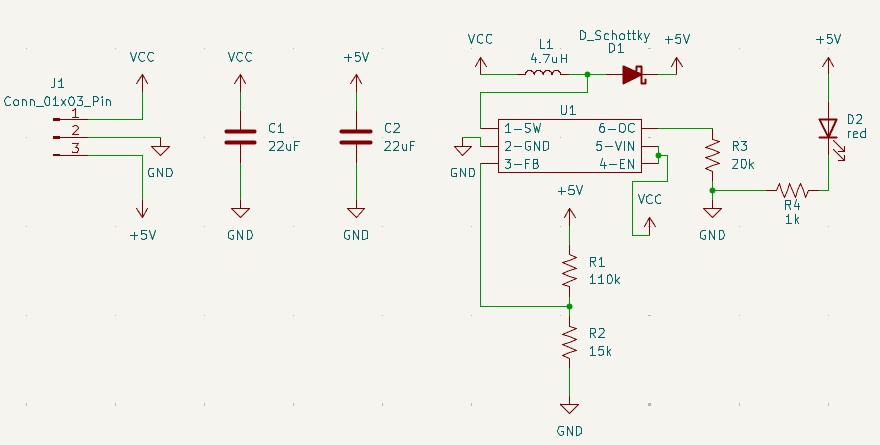 J1
Conn_01x03_Pin
1
2
3
VCC
GND
+5V
VCC
C1
22uF
GND
+5V
C2
22uF
GND
VCC
L1
4.7uH
D_Schottky
D1
+5V
U1
1-SW
2-GND
3-FB
6-OC
5-VIN
4-EN
GND
VCC
R3
20k
GND
R4
1k
+5V
D2
red
+5V
R1
110k
R2
15k
GND